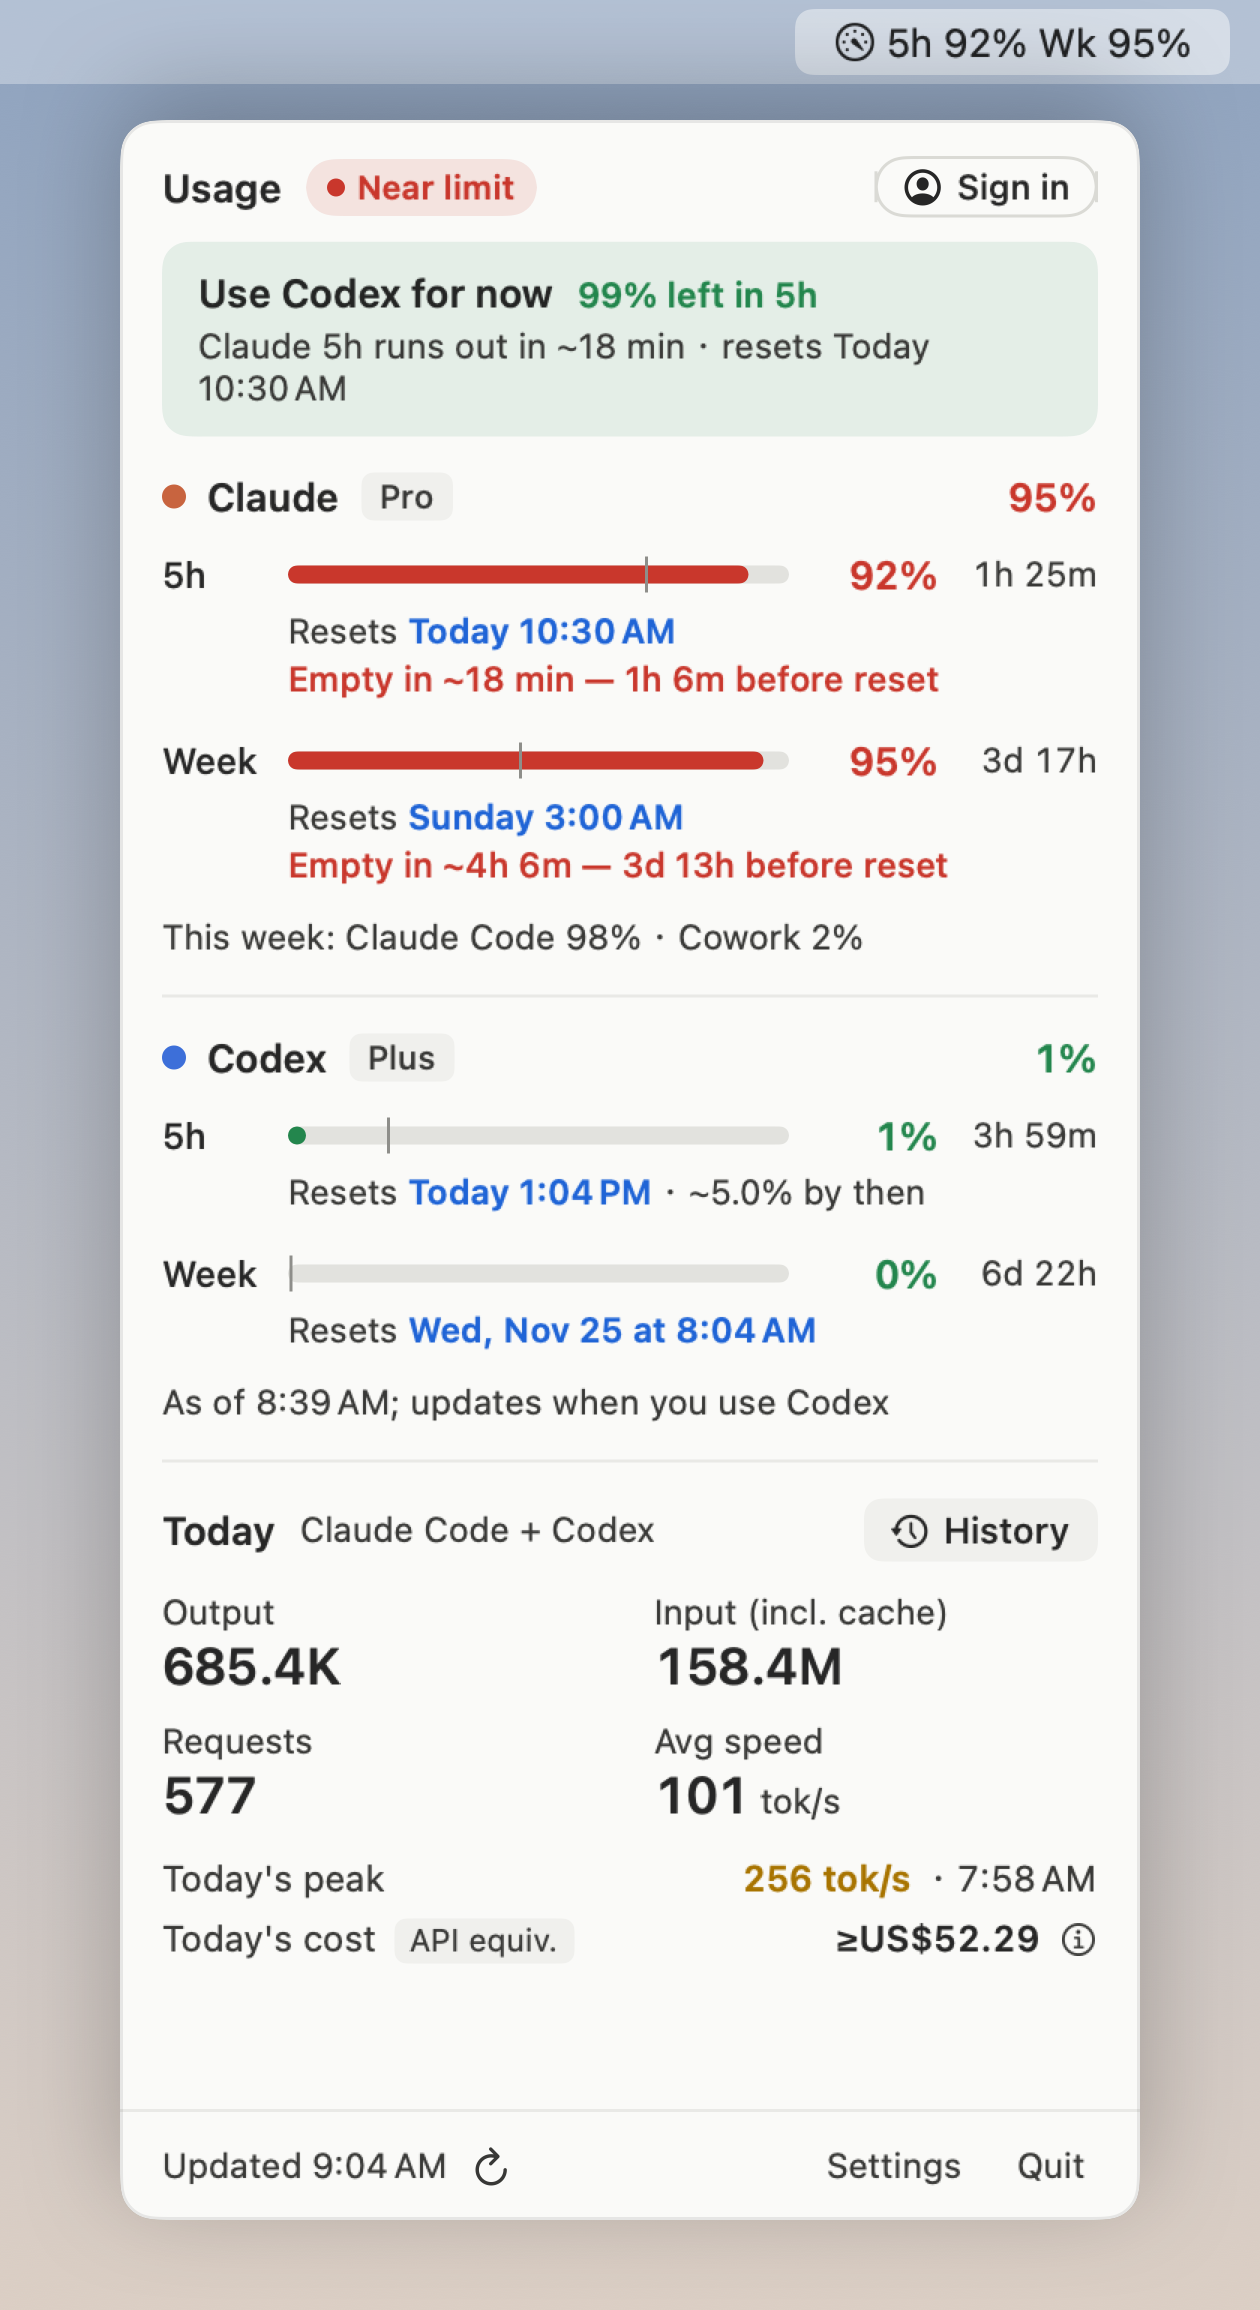 5h 92% Wk 95%
Usage
Near limit
Sign in
Use Codex for now 99% left in 5h
Claude 5h runs out in ~18 min · resets Today
10:30 AM
Claude Pro 95%
5h 92% 1h 25m
Resets Today 10:30 AM
Empty in ~18 min — 1h 6m before reset
Week 95% 3d 17h
Resets Sunday 3:00 AM
Empty in ~4h 6m — 3d 13h before reset
This week: Claude Code 98% · Cowork 2%
Codex Plus 1%
5h 1% 3h 59m
Resets Today 1:04 PM · ~5.0% by then
Week 0% 6d 22h
Resets Wed, Nov 25 at 8:04 AM
As of 8:39 AM; updates when you use Codex
Today Claude Code + Codex History
Output Input (incl. cache)
685.4K 158.4M
Requests Avg speed
577 101 tok/s
Today's peak 256 tok/s · 7:58 AM
Today's cost API equiv. ≥US$52.29
Updated 9:04 AM Settings Quit